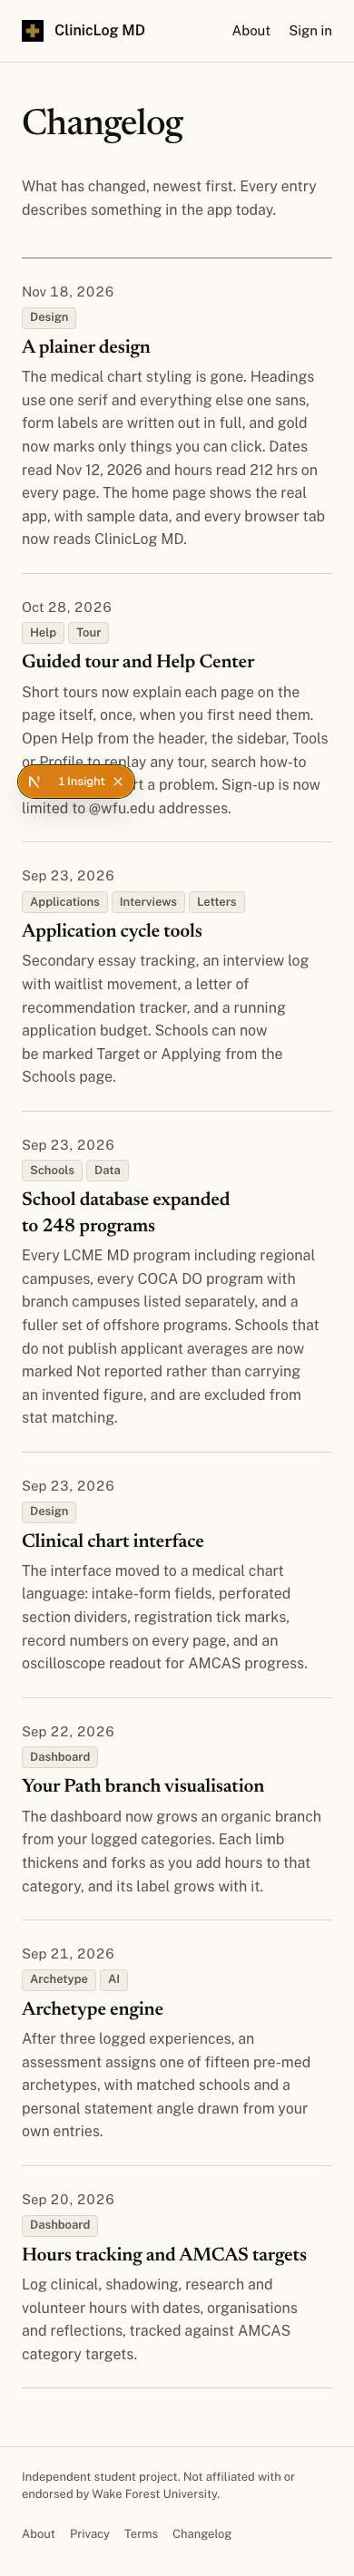 ClinicLog MD
About
Sign in
Changelog
What has changed, newest first. Every entry
describes something in the app today.
Nov 18, 2026
Design
A plainer design
The medical chart styling is gone. Headings
use one serif and everything else one sans,
form labels are written out in full, and gold
now marks only things you can click. Dates
read Nov 12, 2026 and hours read 212 hrs on
every page. The home page shows the real
app, with sample data, and every browser tab
now reads ClinicLog MD.
Oct 28, 2026
Help Tour
Guided tour and Help Center
Short tours now explain each page on the
page itself, once, when you first need them.
Open Help from the header, the sidebar, Tools
or Profile to replay any tour, search how-to
N 1 Insight × rt a problem. Sign-up is now
limited to @wfu.edu addresses.
Sep 23, 2026
Applications Interviews Letters
Application cycle tools
Secondary essay tracking, an interview log
with waitlist movement, a letter of
recommendation tracker, and a running
application budget. Schools can now
be marked Target or Applying from the
Schools page.
Sep 23, 2026
Schools Data
School database expanded
to 248 programs
Every LCME MD program including regional
campuses, every COCA DO program with
branch campuses listed separately, and a
fuller set of offshore programs. Schools that
do not publish applicant averages are now
marked Not reported rather than carrying
an invented figure, and are excluded from
stat matching.
Sep 23, 2026
Design
Clinical chart interface
The interface moved to a medical chart
language: intake-form fields, perforated
section dividers, registration tick marks,
record numbers on every page, and an
oscilloscope readout for AMCAS progress.
Sep 22, 2026
Dashboard
Your Path branch visualisation
The dashboard now grows an organic branch
from your logged categories. Each limb
thickens and forks as you add hours to that
category, and its label grows with it.
Sep 21, 2026
Archetype AI
Archetype engine
After three logged experiences, an
assessment assigns one of fifteen pre-med
archetypes, with matched schools and a
personal statement angle drawn from your
own entries.
Sep 20, 2026
Dashboard
Hours tracking and AMCAS targets
Log clinical, shadowing, research and
volunteer hours with dates, organisations
and reflections, tracked against AMCAS
category targets.
Independent student project. Not affiliated with or
endorsed by Wake Forest University.
About Privacy Terms Changelog